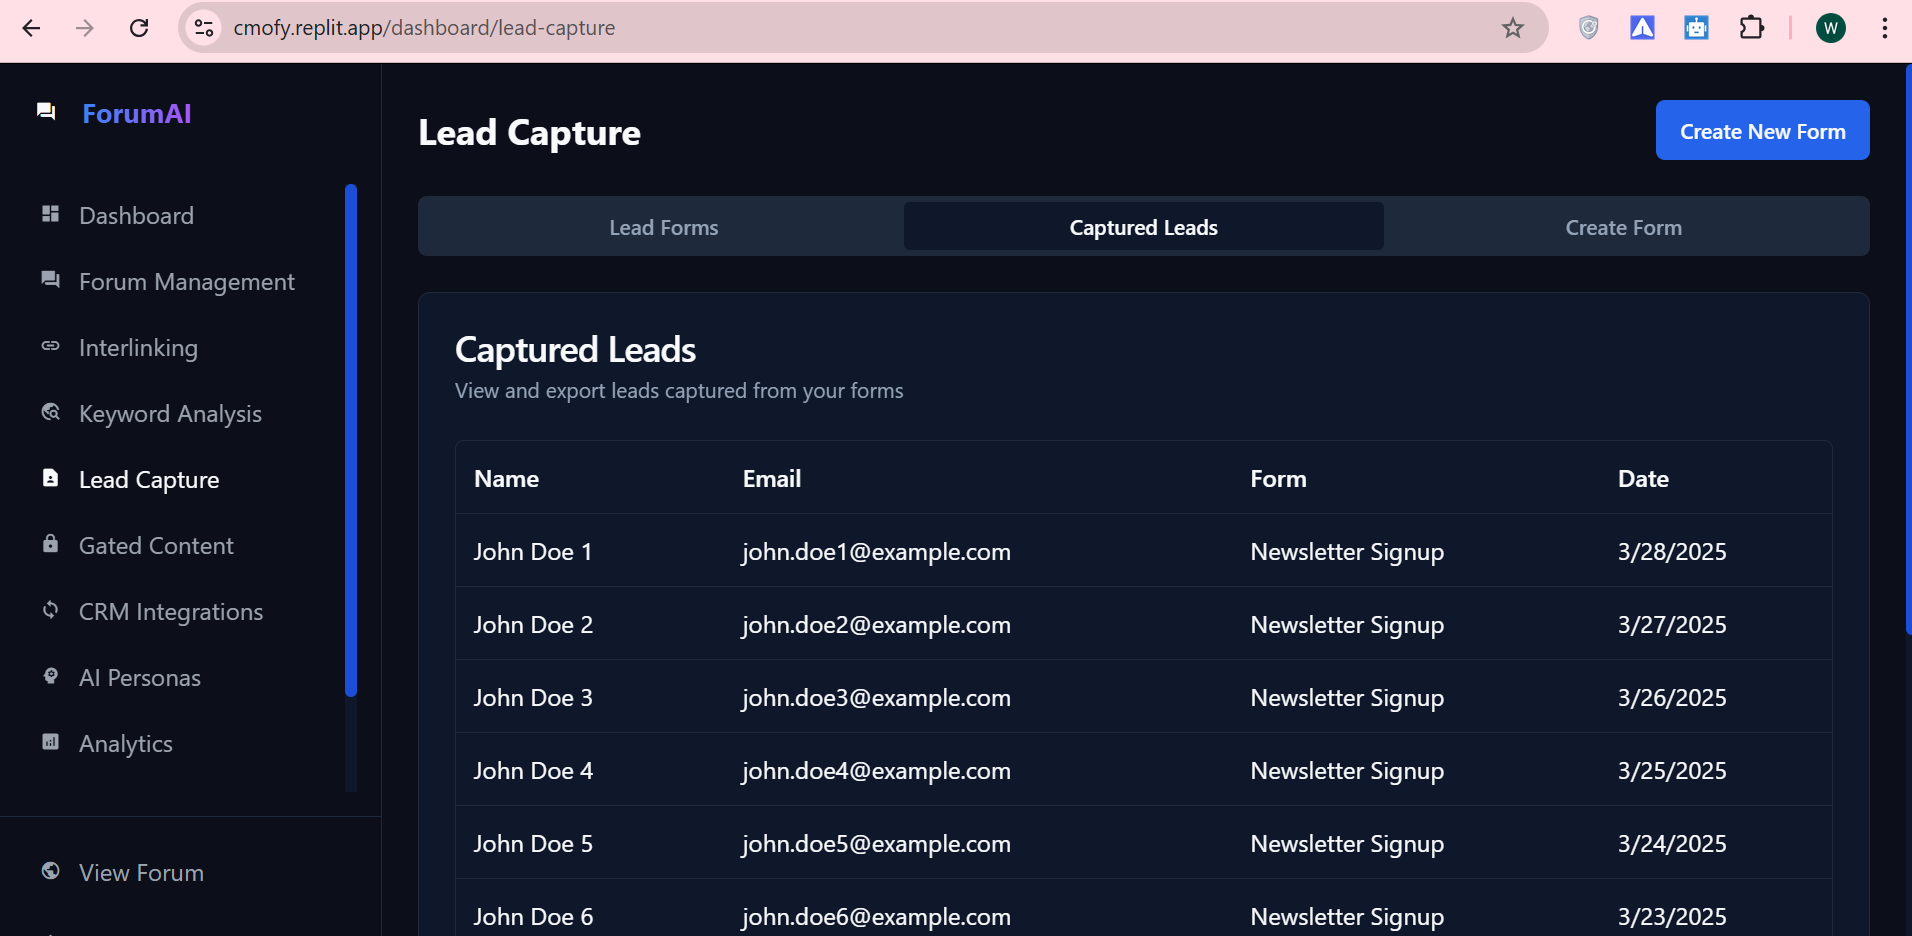 cmofy.replit.app/dashboard/lead-capture
W
ForumAI
Dashboard
Forum Management
Interlinking
Keyword Analysis
Lead Capture
Gated Content
CRM Integrations
AI Personas
Analytics
View Forum
Lead Capture
Create New Form
Lead Forms
Captured Leads
Create Form
Captured Leads
View and export leads captured from your forms
Name Email Form Date
John Doe 1 john.doe1@example.com Newsletter Signup 3/28/2025
John Doe 2 john.doe2@example.com Newsletter Signup 3/27/2025
John Doe 3 john.doe3@example.com Newsletter Signup 3/26/2025
John Doe 4 john.doe4@example.com Newsletter Signup 3/25/2025
John Doe 5 john.doe5@example.com Newsletter Signup 3/24/2025
John Doe 6 john.doe6@example.com Newsletter Signup 3/23/2025